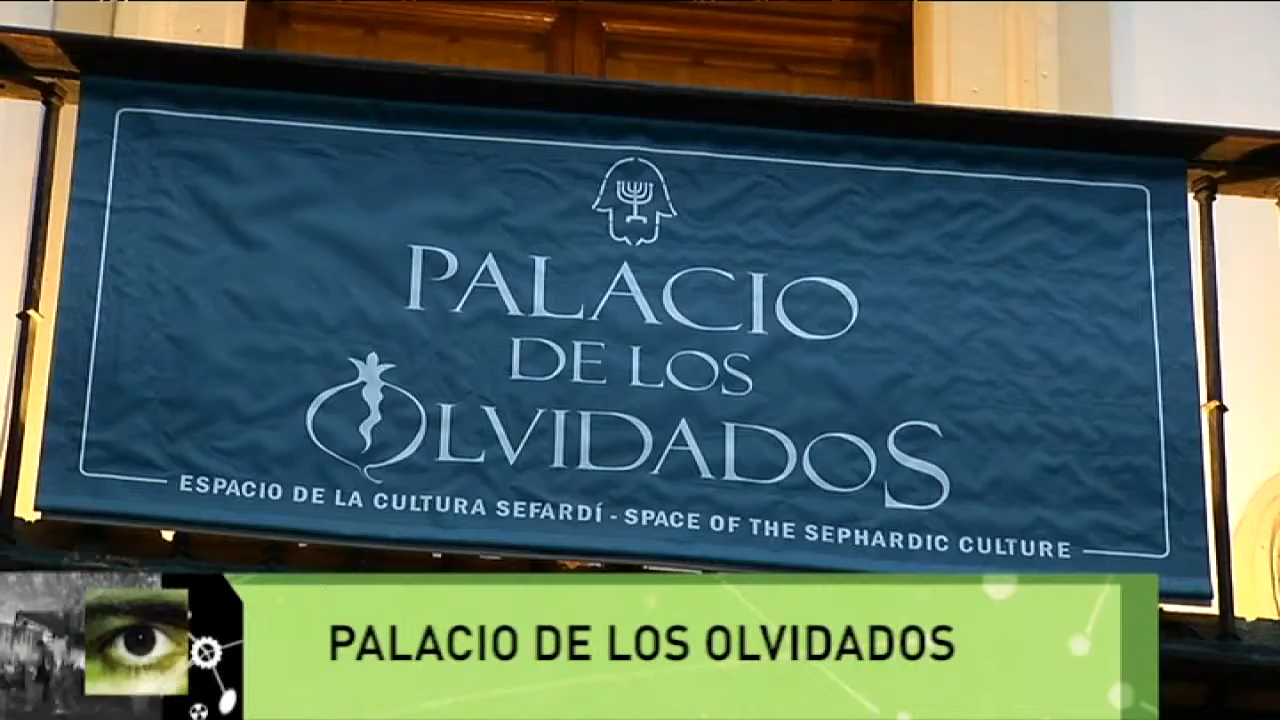 PALACIO
DE LOS
OLVIDADOS
ESPACIO DE LA CULTURA SEFARDÍ - SPACE OF THE SEPHARDIC CULTURE
PALACIO DE LOS OLVIDADOS